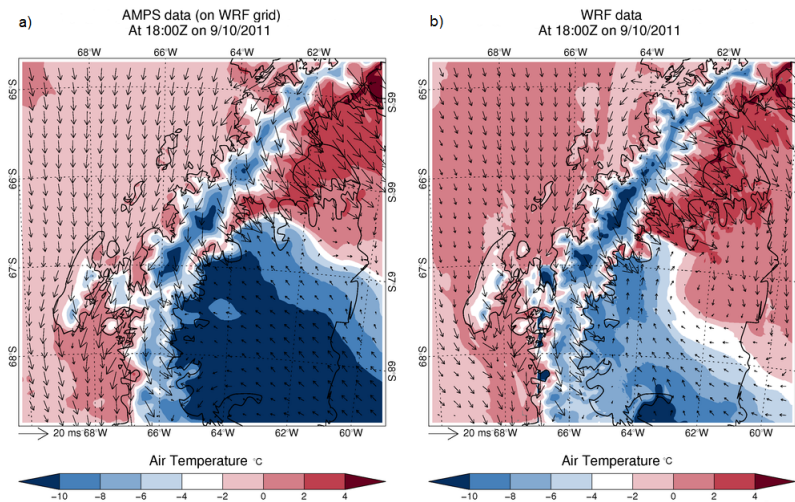 a)
AMPS data (on WRF grid)
At 18:00Z on 9/10/2011
68°W 66°W 64°W 62°W
65°S
66°S
67°S
68°S
65°S
66°S
67°S
68°S
20 ms 68°W 66°W 64°W 62°W 60°W
Air Temperature °C
-10 -8 -6 -4 -2 0 2 4
b)
WRF data
At 18:00Z on 9/10/2011
68°W 66°W 64°W 62°W
65°S
66°S
67°S
68°S
20 ms 68°W 66°W 64°W 62°W 60°W
Air Temperature °C
-10 -8 -6 -4 -2 0 2 4